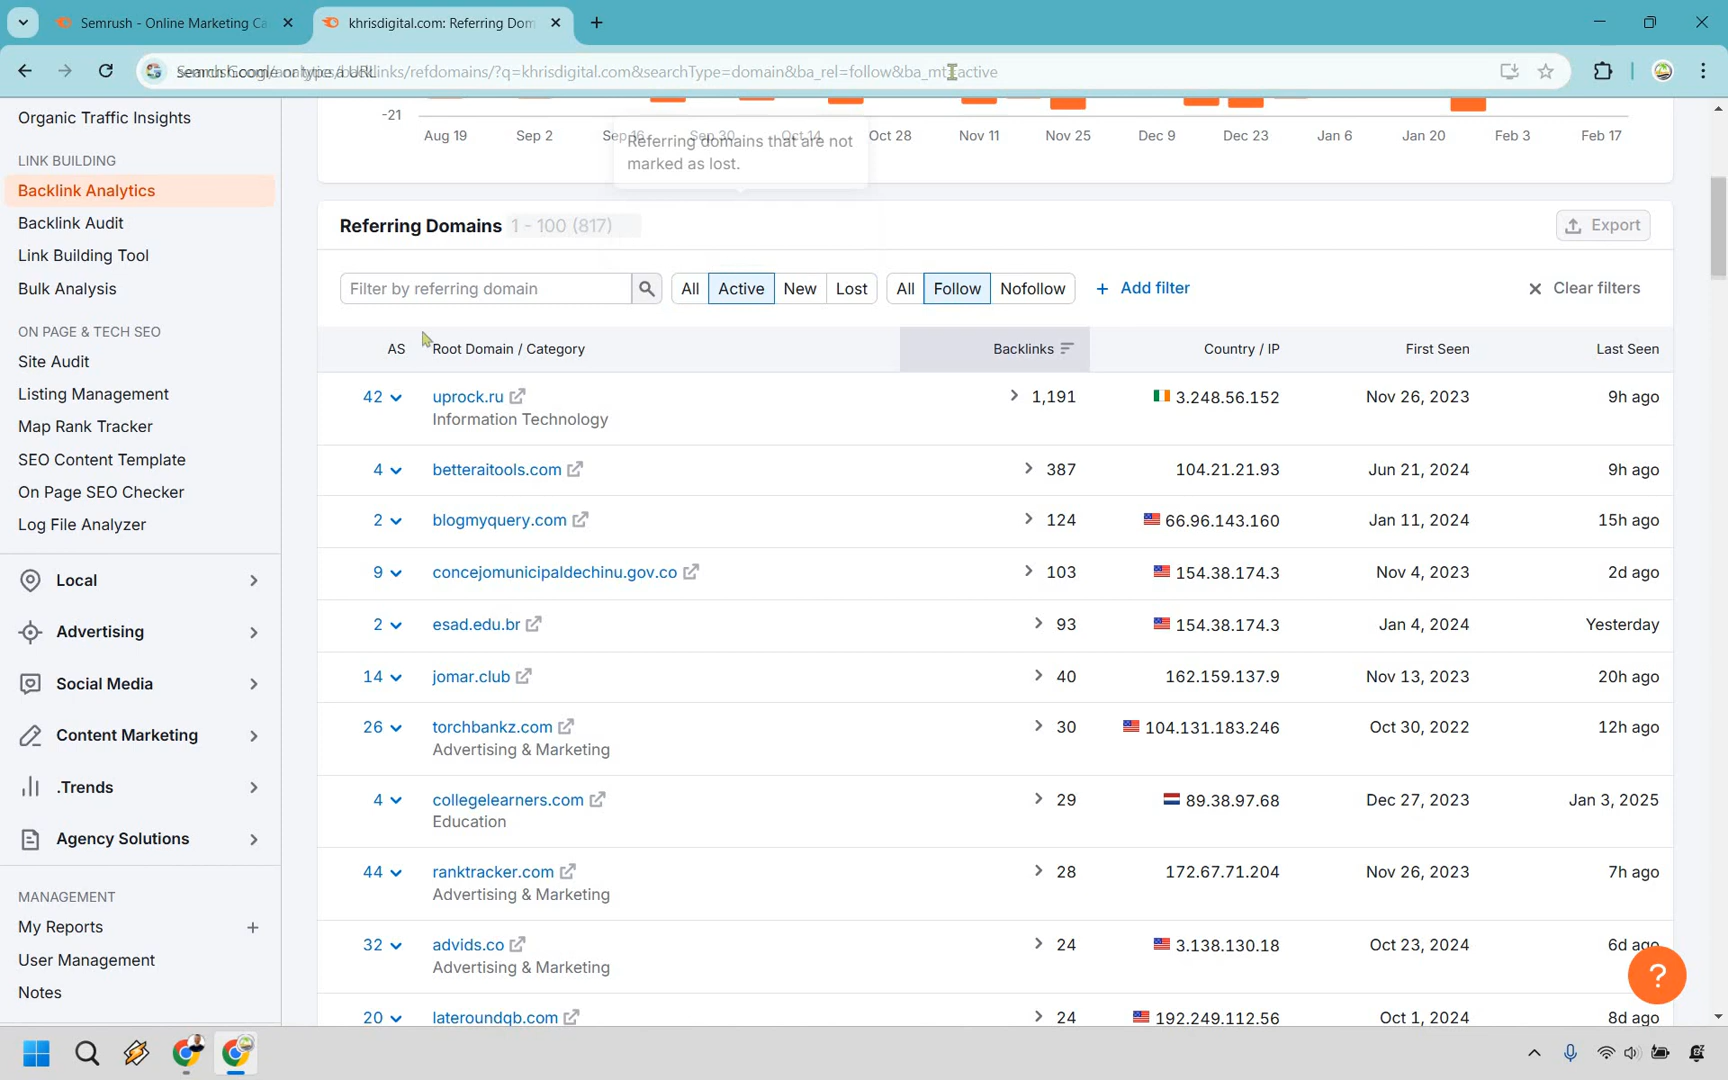 Semrush - Online Marketing Ca
khrisdigital.com: Referring Dom
semrush.com/analytics/backlinks/refdomains/?q=khrisdigital.com&searchType=domain&ba_rel=follow&ba_mt=active
Organic Traffic Insights
LINK BUILDING
Backlink Analytics
Backlink Audit
Link Building Tool
Bulk Analysis
ON PAGE & TECH SEO
Site Audit
Listing Management
Map Rank Tracker
SEO Content Template
On Page SEO Checker
Log File Analyzer
Local
Advertising
Social Media
Content Marketing
.Trends
Agency Solutions
MANAGEMENT
My Reports
User Management
Notes
-21
Aug 19 Sep 2 Sep 16 Sep 30 Oct 14 Oct 28 Nov 11 Nov 25 Dec 9 Dec 23 Jan 6 Jan 20 Feb 3 Feb 17
Referring domains that are not
marked as lost.
Referring Domains 1 - 100 (817)
Export
Filter by referring domain All Active New Lost All Follow Nofollow + Add filter Clear filters
AS Root Domain / Category Backlinks Country / IP First Seen Last Seen
42 uprock.ru 1,191 3.248.56.152 Nov 26, 2023 9h ago
Information Technology
4 betteraitools.com 387 104.21.21.93 Jun 21, 2024 9h ago
2 blogmyquery.com 124 66.96.143.160 Jan 11, 2024 15h ago
9 concejomunicipaldechinu.gov.co 103 154.38.174.3 Nov 4, 2023 2d ago
2 esad.edu.br 93 154.38.174.3 Jan 4, 2024 Yesterday
14 jomar.club 40 162.159.137.9 Nov 13, 2023 20h ago
26 torchbankz.com 30 104.131.183.246 Oct 30, 2022 12h ago
Advertising & Marketing
4 collegelearners.com 29 89.38.97.68 Dec 27, 2023 Jan 3, 2025
Education
44 ranktracker.com 28 172.67.71.204 Nov 26, 2023 7h ago
Advertising & Marketing
32 advids.co 24 3.138.130.18 Oct 23, 2024 6d ago
Advertising & Marketing
20 lateroundqb.com 24 192.249.112.56 Oct 1, 2024 8d ago
?